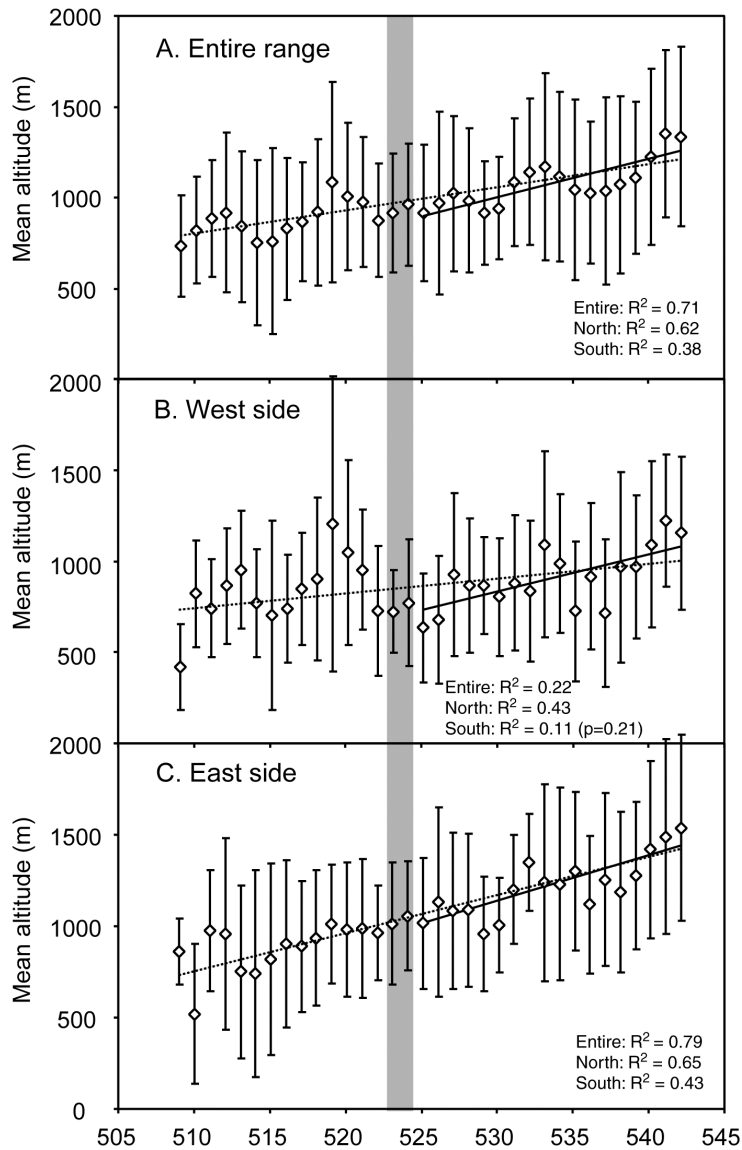 2000
A. Entire range
1500
Mean altitude (m)
1000
500
Entire: R² = 0.71
North: R² = 0.62
South: R² = 0.38
2000
B. West side
1500
Mean altitude (m)
1000
500
Entire: R² = 0.22
North: R² = 0.43
South: R² = 0.11 (p=0.21)
2000
C. East side
1500
Mean altitude (m)
1000
500
Entire: R² = 0.79
North: R² = 0.65
South: R² = 0.43
0
505 510 515 520 525 530 535 540 545